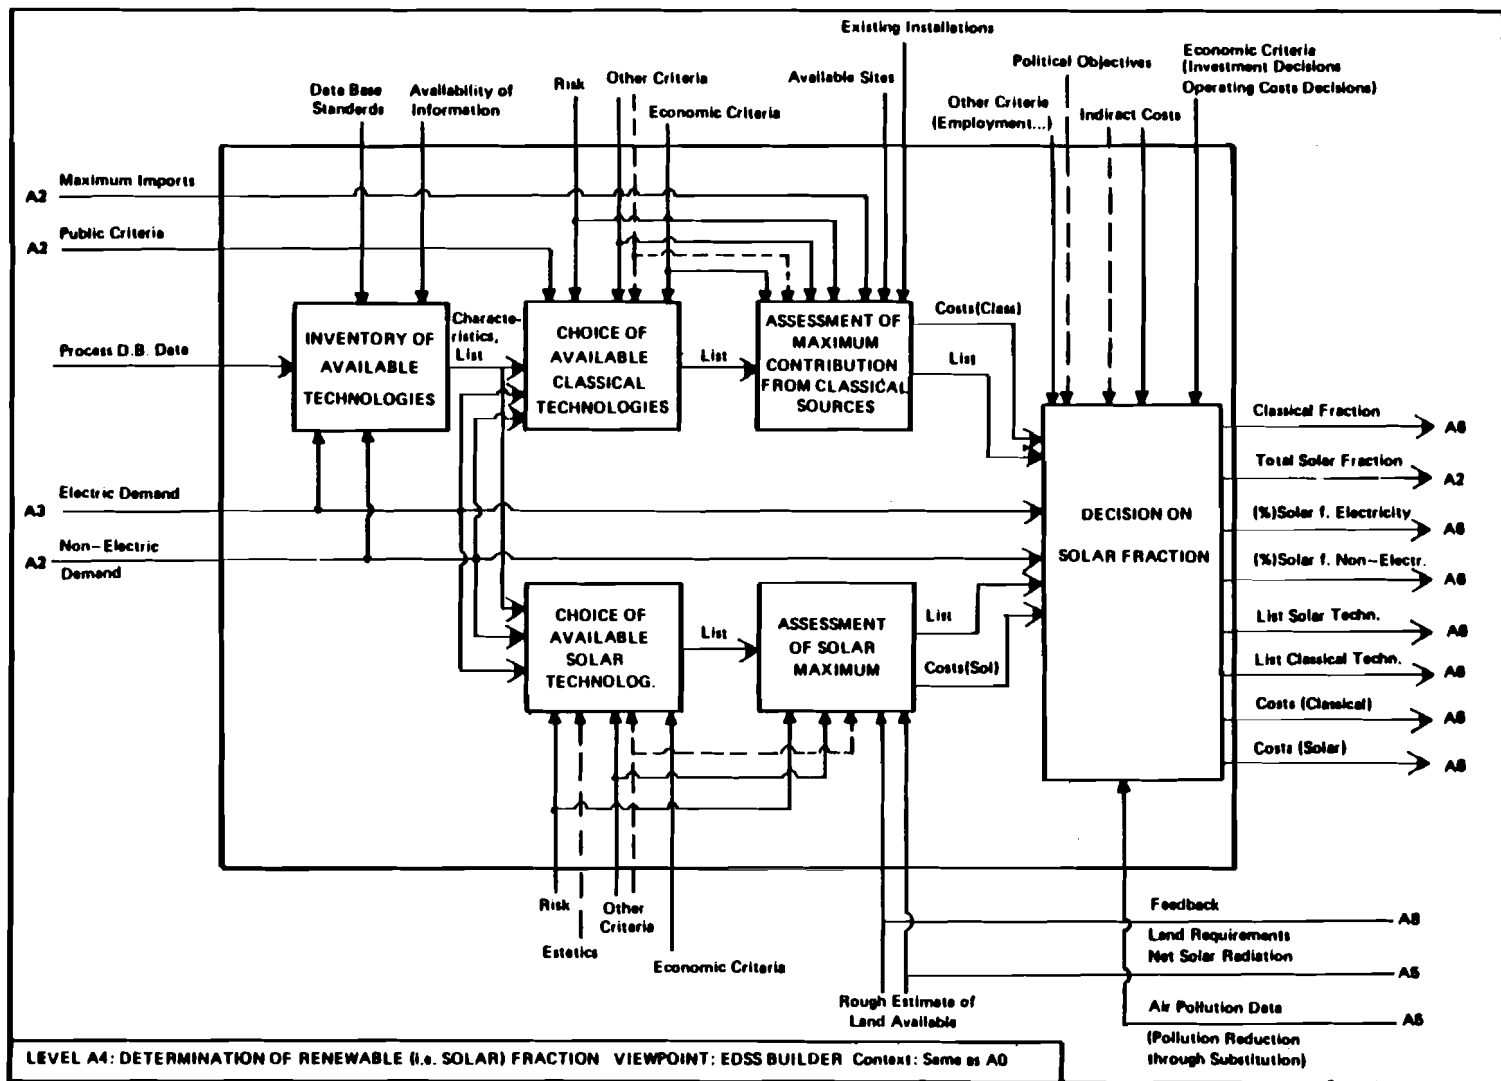 Existing Installations
Political Objectives
Economic Criteria
(Investment Decisions
Operating Costs Decisions)
Data Base
Standards
Availability of
Information
Risk
Other Criteria
Economic Criteria
Available Sites
Other Criteria
(Employment...)
Indirect Costs
A2
Maximum Imports
A2
Public Criteria
Process D.B. Data
INVENTORY OF
AVAILABLE
TECHNOLOGIES
Characte-
ristics,
List
CHOICE OF
AVAILABLE
CLASSICAL
TECHNOLOGIES
List
ASSESSMENT OF
MAXIMUM
CONTRIBUTION
FROM CLASSICAL
SOURCES
Costs(Class)
List
A3
Electric Demand
A2
Non-Electric
Demand
CHOICE OF
AVAILABLE
SOLAR
TECHNOLOG.
List
ASSESSMENT
OF SOLAR
MAXIMUM
List
Costs(Sol)
DECISION ON
SOLAR FRACTION
Classical Fraction
A6
Total Solar Fraction
A2
(%)Solar f. Electricity
A6
(%)Solar f. Non-Electr.
A6
List Solar Techn.
A6
List Classical Techn.
A6
Costs (Classical)
A6
Costs (Solar)
A6
Risk
Estetics
Other
Criteria
Economic Criteria
Rough Estimate of
Land Available
Feedback
Land Requirements
Net Solar Radiation
A5
Air Pollution Data
A5
(Pollution Reduction
through Substitution)
LEVEL A4: DETERMINATION OF RENEWABLE (i.e. SOLAR) FRACTION VIEWPOINT: EDSS BUILDER Context: Same as A0